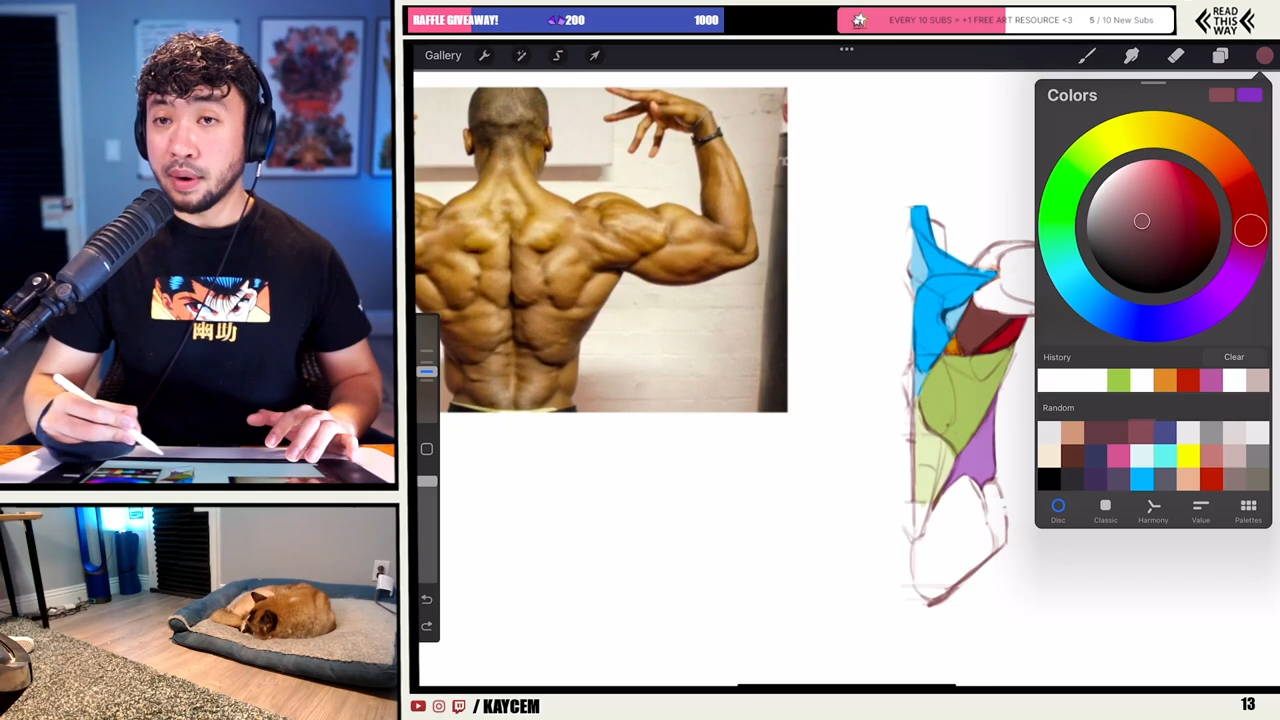 RAFFLE GIVEAWAY!
200
1000
EVERY 10 SUBS = +1 FREE ART RESOURCE <3
5 / 10 New Subs
READ
THIS
WAY
Gallery
Colors
History
Clear
Random
Disc
Classic
Harmony
Value
Palettes
幽助
/ KAYCEM
13